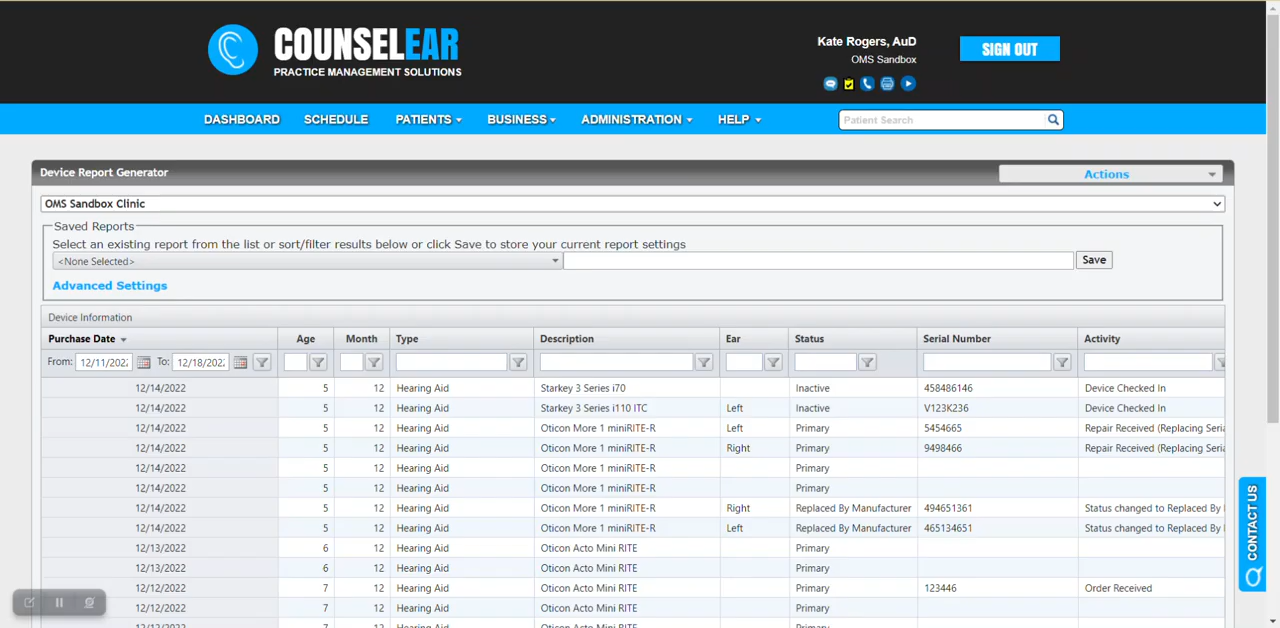 COUNSELEAR
PRACTICE MANAGEMENT SOLUTIONS
Kate Rogers, AuD
OMS Sandbox
SIGN OUT
DASHBOARD SCHEDULE PATIENTS BUSINESS ADMINISTRATION HELP Patient Search
Device Report Generator Actions
OMS Sandbox Clinic
Saved Reports
Select an existing report from the list or sort/filter results below or click Save to store your current report settings
<None Selected> Save
Advanced Settings
Device Information
Purchase Date Age Month Type Description Ear Status Serial Number Activity
From: 12/11/202 To: 12/18/202
12/14/2022 5 12 Hearing Aid Starkey 3 Series i70 Inactive 458486146 Device Checked In
12/14/2022 5 12 Hearing Aid Starkey 3 Series i110 ITC Left Inactive V123K236 Device Checked In
12/14/2022 5 12 Hearing Aid Oticon More 1 miniRITE-R Left Primary 5454665 Repair Received (Replacing Seria
12/14/2022 5 12 Hearing Aid Oticon More 1 miniRITE-R Right Primary 9498466 Repair Received (Replacing Seria
12/14/2022 5 12 Hearing Aid Oticon More 1 miniRITE-R Primary
12/14/2022 5 12 Hearing Aid Oticon More 1 miniRITE-R Primary
12/14/2022 5 12 Hearing Aid Oticon More 1 miniRITE-R Right Replaced By Manufacturer 494651361 Status changed to Replaced By
12/14/2022 5 12 Hearing Aid Oticon More 1 miniRITE-R Left Replaced By Manufacturer 465134651 Status changed to Replaced By
12/13/2022 6 12 Hearing Aid Oticon Acto Mini RITE Primary
12/13/2022 6 12 Hearing Aid Oticon Acto Mini RITE Primary
12/12/2022 7 12 Hearing Aid Oticon Acto Mini RITE Primary 123446 Order Received
12/12/2022 7 12 Hearing Aid Oticon Acto Mini RITE Primary
12/12/2022 7 12 Hearing Aid Oticon Acto Mini RITE Primary
CONTACT US